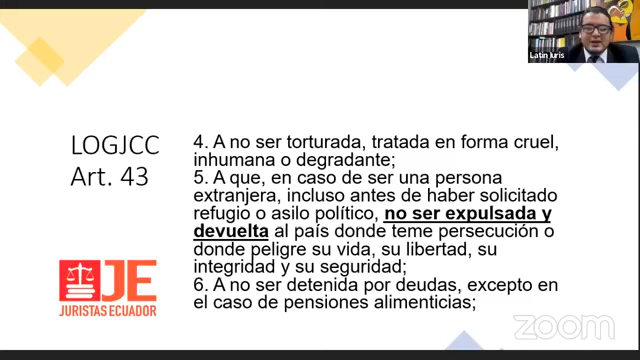 Latin Iuris
LOGJCC
Art. 43
4. A no ser torturada, tratada en forma cruel,
inhumana o degradante;
5. A que, en caso de ser una persona
extranjera, incluso antes de haber solicitado
refugio o asilo político, no ser expulsada y
devuelta al país donde teme persecución o
donde peligre su vida, su libertad, su
integridad y su seguridad;
6. A no ser detenida por deudas, excepto en
el caso de pensiones alimenticias;
JE
JURISTAS ECUADOR
zoom